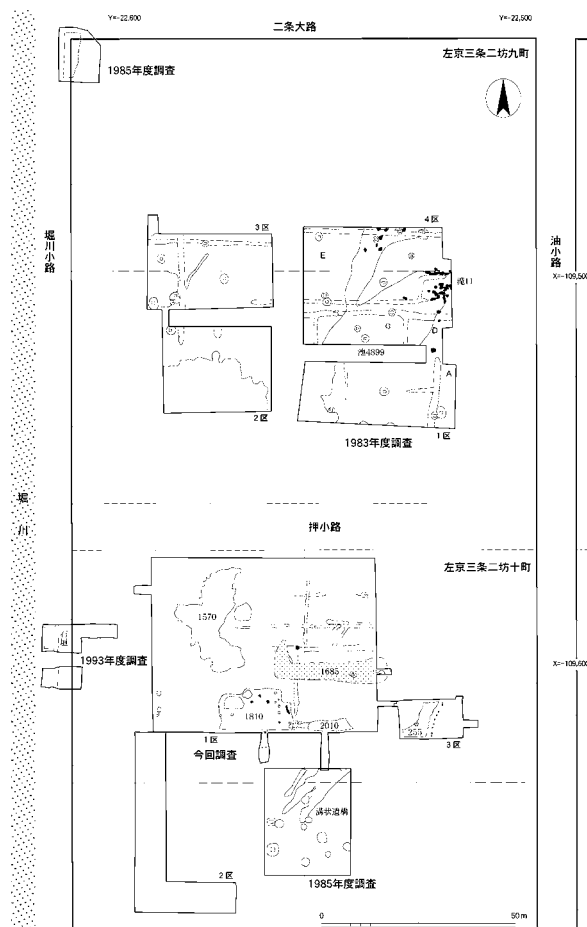 Y=-22,600
Y=-22,500
二条大路
左京三条二坊九町
1985年度調査
堀川小路
油小路
3区
4区
E
滝口
X=-109,500
G
D
池4899
A
2区
1983年度調査
1区
堀川
押小路
左京三条二坊十町
1570
石垣
1993年度調査
1685
X=-109,600
1810
2010
255
1区
今回調査
3区
溝状遺構
2区
1985年度調査
0
50m